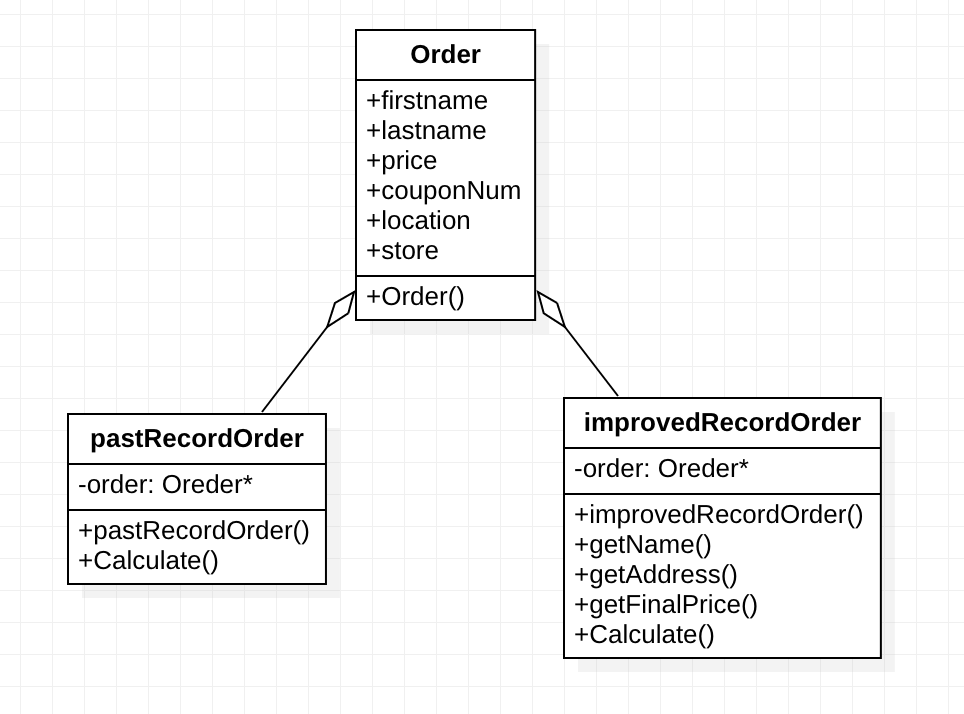 Order
+firstname
+lastname
+price
+couponNum
+location
+store
+Order()
pastRecordOrder
-order: Oreder*
+pastRecordOrder()
+Calculate()
improvedRecordOrder
-order: Oreder*
+improvedRecordOrder()
+getName()
+getAddress()
+getFinalPrice()
+Calculate()